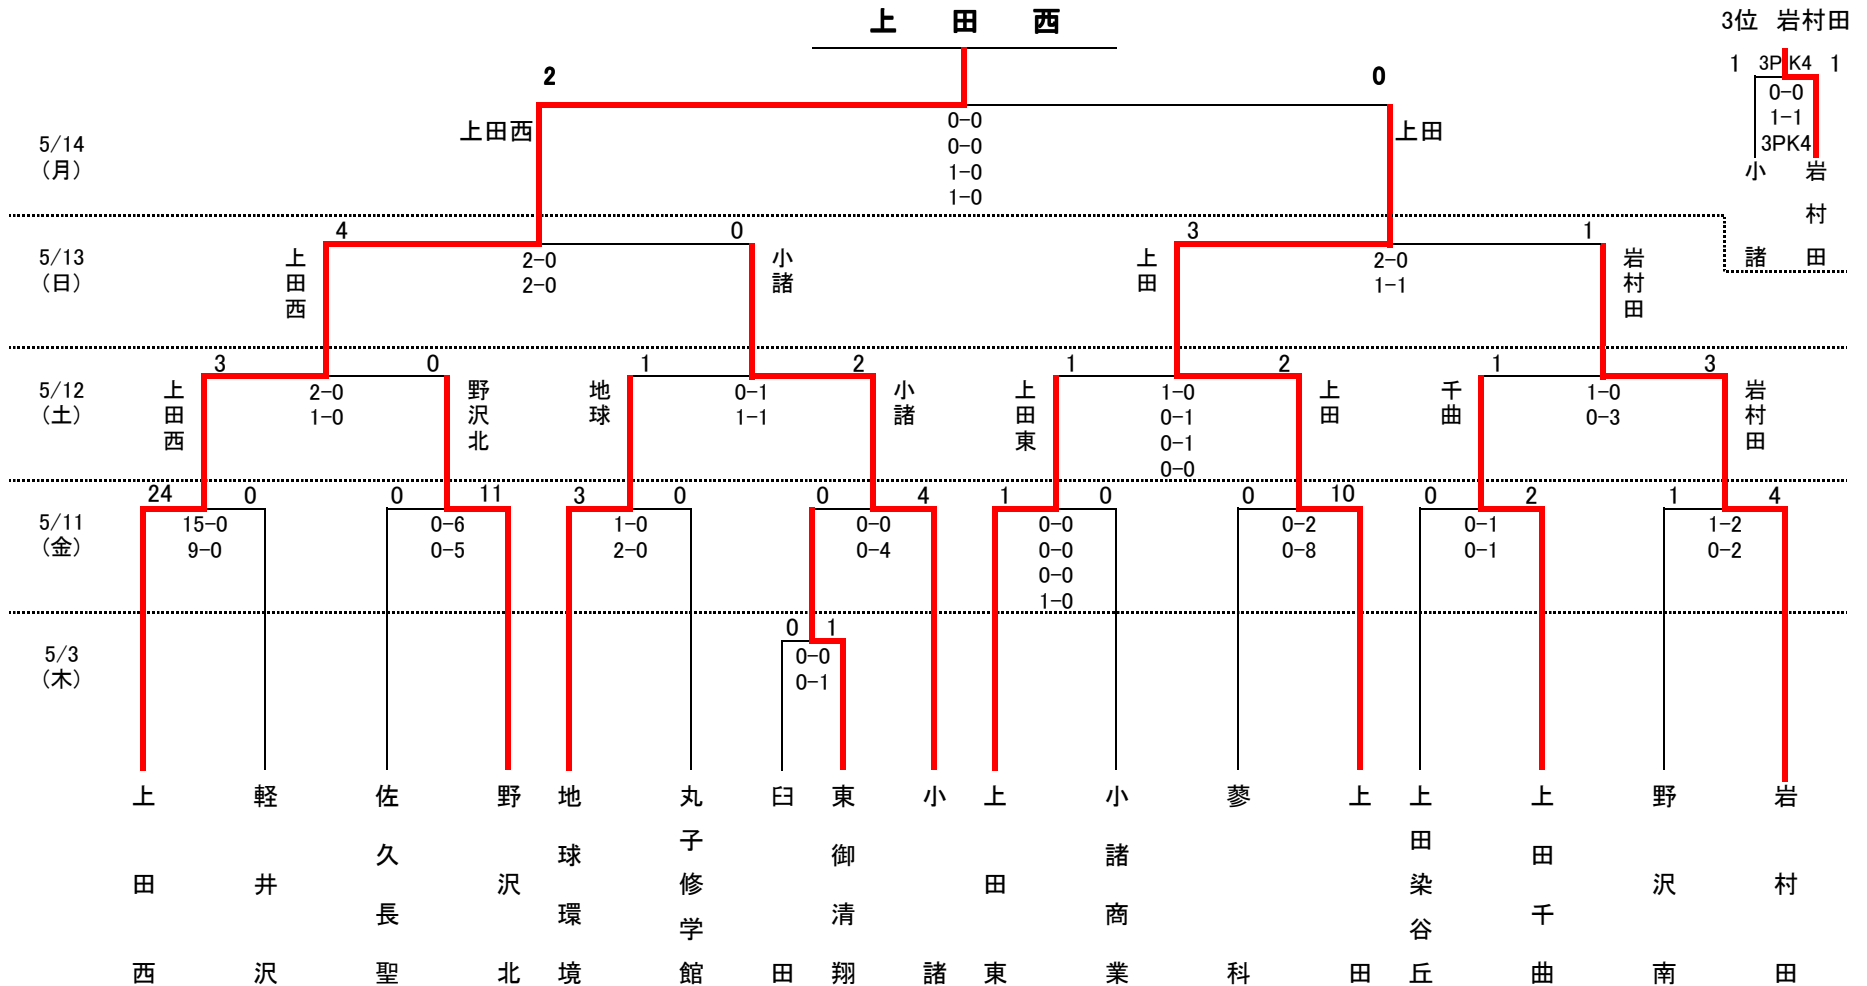 上　田　西
3位　岩村田
2
0
1　3PK4　1
0−0
1−1
3PK4
小諸
岩村田
5/14
（月）
上田西
0−0
0−0
1−0
1−0
上田
5/13
（日）
4
0
上田西
2−0
2−0
小諸
3
1
上田
2−0
1−1
岩村田
5/12
（土）
3
0
上田西
2−0
1−0
野沢北
1
2
地球
0−1
1−1
小諸
1
2
上田東
1−0
0−1
0−1
0−0
上田
1
3
千曲
1−0
0−3
岩村田
5/11
（金）
24
0
15−0
9−0
0
11
0−6
0−5
3
0
1−0
2−0
0
4
0−0
0−4
1
0
0−0
0−0
0−0
1−0
0
10
0−2
0−8
0
2
0−1
0−1
1
4
1−2
0−2
5/3
（木）
0
1
0−0
0−1
上田西
軽井沢
佐久長聖
野沢北
地球環境
丸子修学館
臼田
東御清翔
小諸
上田東
小諸商業
蓼科
上田
上田染谷丘
上田千曲
野沢南
岩村田